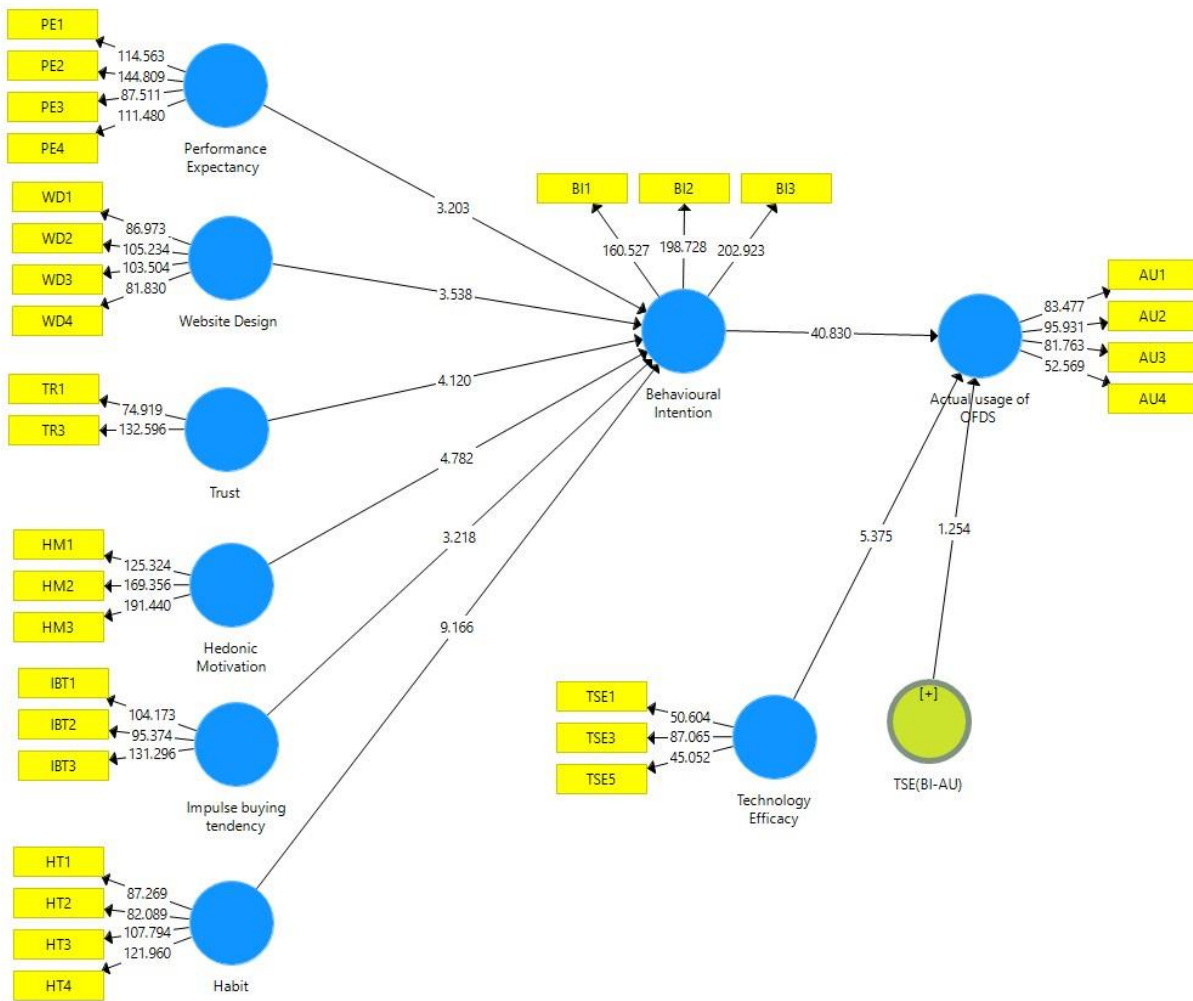 PE1
PE2
PE3
PE4
114.563
144.809
87.511
111.480
Performance
Expectancy
WD1
WD2
WD3
WD4
86.973
105.234
103.504
81.830
Website Design
TR1
TR3
74.919
132.596
Trust
HM1
HM2
HM3
125.324
169.356
191.440
Hedonic
Motivation
IBT1
IBT2
IBT3
104.173
95.374
131.296
Impulse buying
tendency
HT1
HT2
HT3
HT4
87.269
82.089
107.794
121.960
Habit
3.203
3.538
4.120
4.782
3.218
9.166
BI1
BI2
BI3
160.527
198.728
202.923
Behavioural
Intention
40.830
AU1
AU2
AU3
AU4
83.477
95.931
81.763
52.569
Actual usage of
OFDS
5.375
1.254
TSE1
TSE3
TSE5
50.604
87.065
45.052
Technology
Efficacy
[+]
TSE(BI-AU)